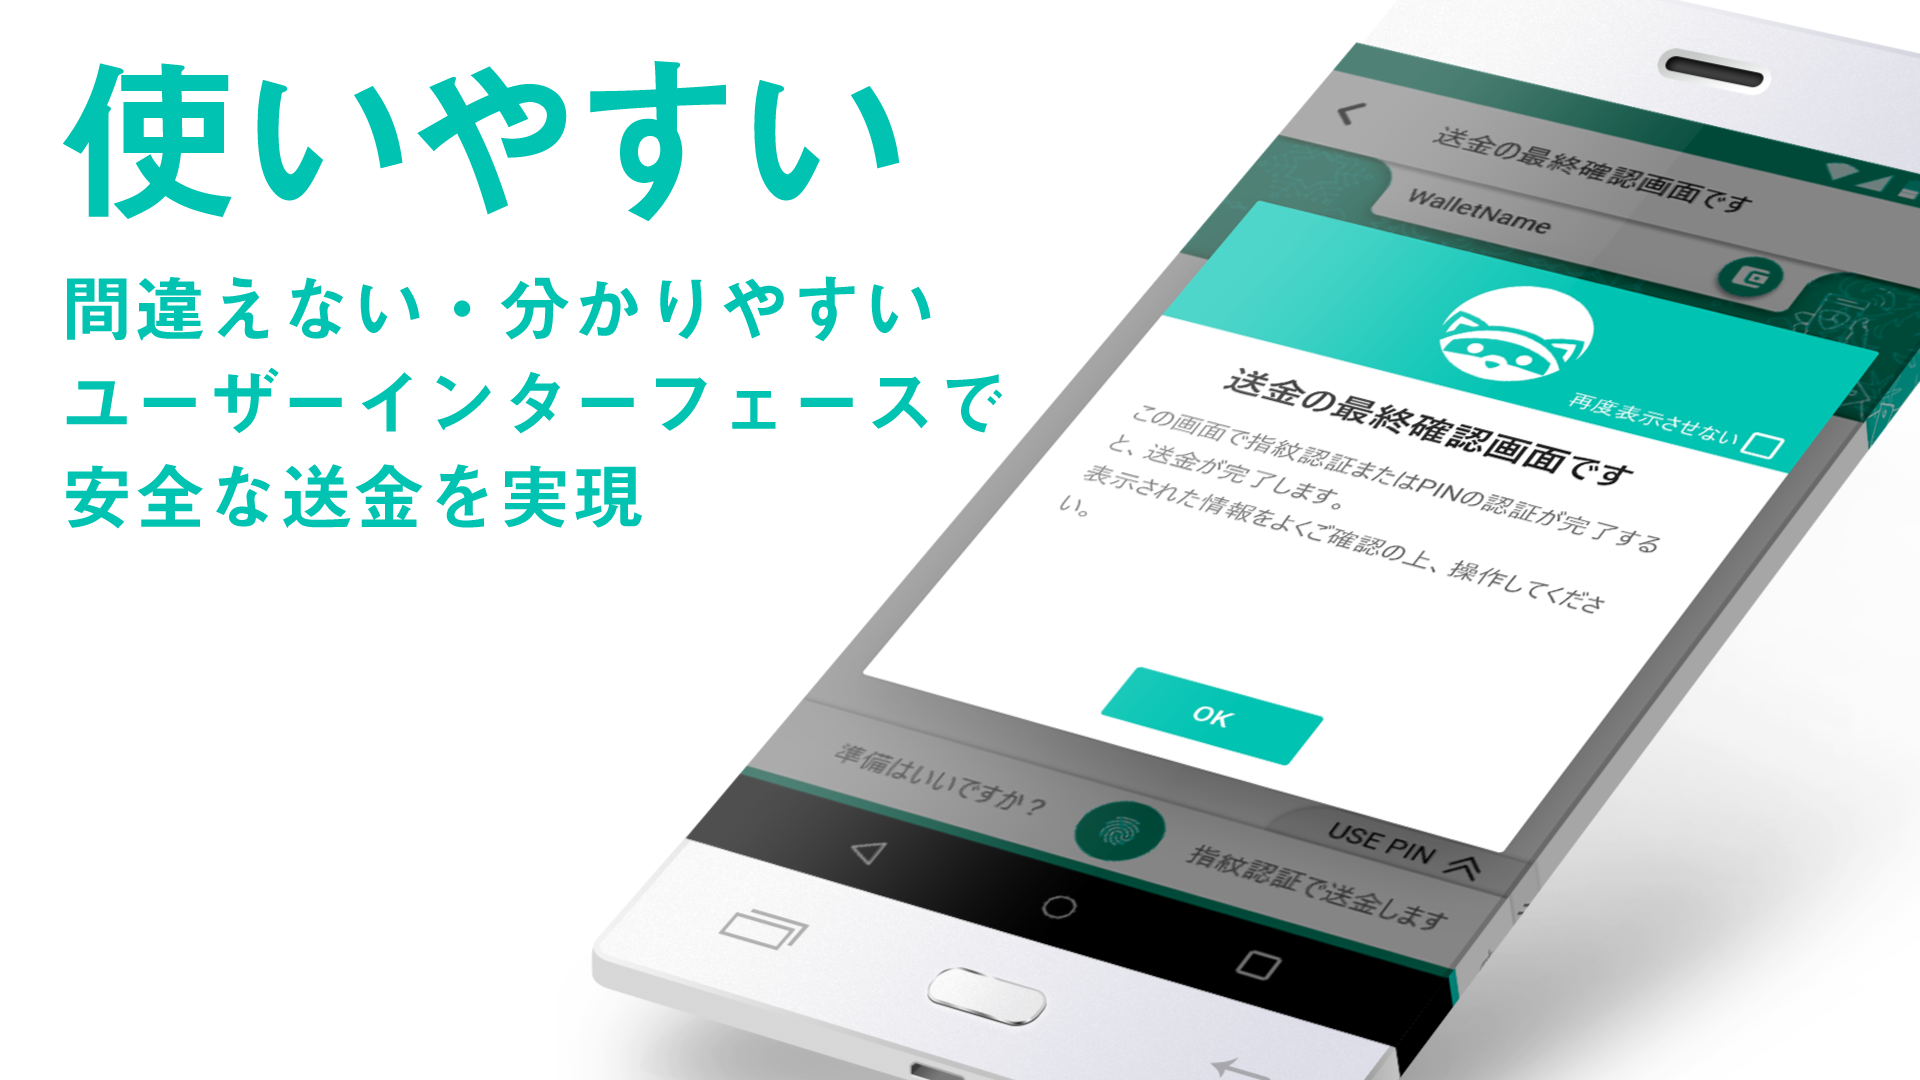 使いやすい
間違えない・分かりやすい
ユーザーインターフェースで
安全な送金を実現
送金の最終確認画面です
WalletName
再度表示させない
送金の最終確認画面です
この画面で指紋認証またはPINの認証が完了する
と、送金が完了します。
表示された情報をよくご確認の上、操作してくださ
い。
OK
USE PIN
準備はいいですか？
指紋認証で送金します